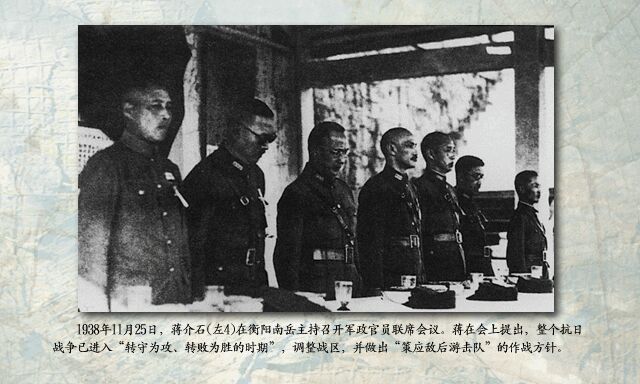 1938年11月25日，蒋介石(左4)在衡阳南岳主持召开军政官员联席会议。蒋在会上提出，整个抗日
战争已进入“转守为攻、转败为胜的时期”，调整战区，并做出“策应敌后游击队”的作战方针。